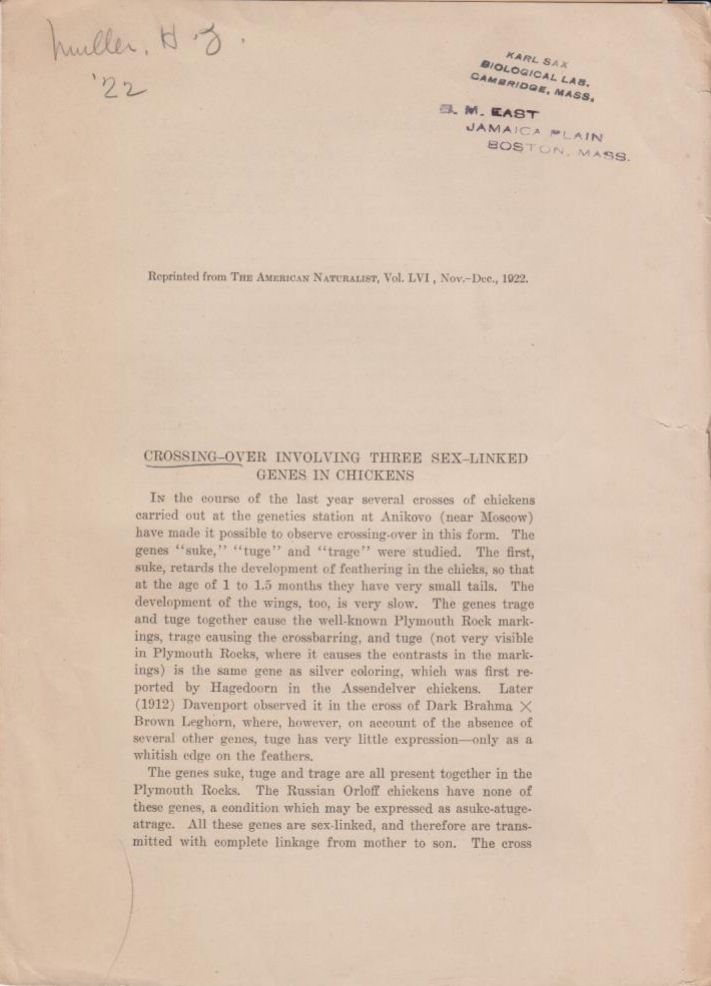 Muller, H J.
'22
KARL SAX
BIOLOGICAL LAB.
CAMBRIDGE, MASS.
E. M. EAST
JAMAICA PLAIN
BOSTON, MASS.
Reprinted from THE AMERICAN NATURALIST, Vol. LVI , Nov.-Dec., 1922.
CROSSING-OVER INVOLVING THREE SEX-LINKED
GENES IN CHICKENS
IN the course of the last year several crosses of chickens
carried out at the genetics station at Anikovo (near Moscow)
have made it possible to observe crossing-over in this form. The
genes “suke,” “tuge” and “trage” were studied. The first,
suke, retards the development of feathering in the chicks, so that
at the age of 1 to 1.5 months they have very small tails. The
development of the wings, too, is very slow. The genes trage
and tuge together cause the well-known Plymouth Rock mark-
ings, trage causing the crossbarring, and tuge (not very visible
in Plymouth Rocks, where it causes the contrasts in the mark-
ings) is the same gene as silver coloring, which was first re-
ported by Hagedoorn in the Assendelver chickens. Later
(1912) Davenport observed it in the cross of Dark Brahma ×
Brown Leghorn, where, however, on account of the absence of
several other genes, tuge has very little expression—only as a
whitish edge on the feathers.
The genes suke, tuge and trage are all present together in the
Plymouth Rocks. The Russian Orloff chickens have none of
these genes, a condition which may be expressed as asuke-atuge-
atrage. All these genes are sex-linked, and therefore are trans-
mitted with complete linkage from mother to son. The cross